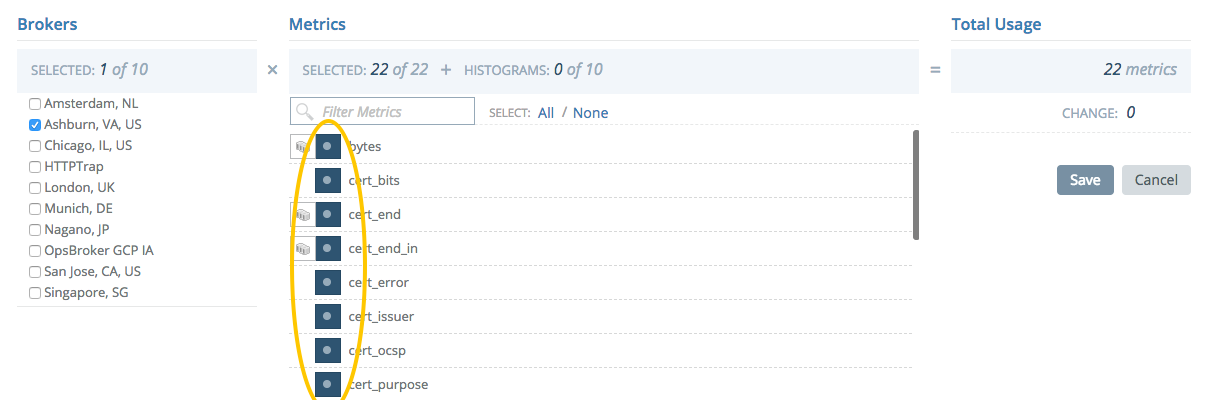 Brokers
SELECTED: 1 of 10
Amsterdam, NL
Ashburn, VA, US
Chicago, IL, US
HTTPTrap
London, UK
Munich, DE
Nagano, JP
OpsBroker GCP IA
San Jose, CA, US
Singapore, SG
×
Metrics
SELECTED: 22 of 22 + HISTOGRAMS: 0 of 10
Filter Metrics SELECT: All / None
bytes
cert_bits
cert_end
cert_end_in
cert_error
cert_issuer
cert_ocsp
cert_purpose
=
Total Usage
22 metrics
CHANGE: 0
Save Cancel